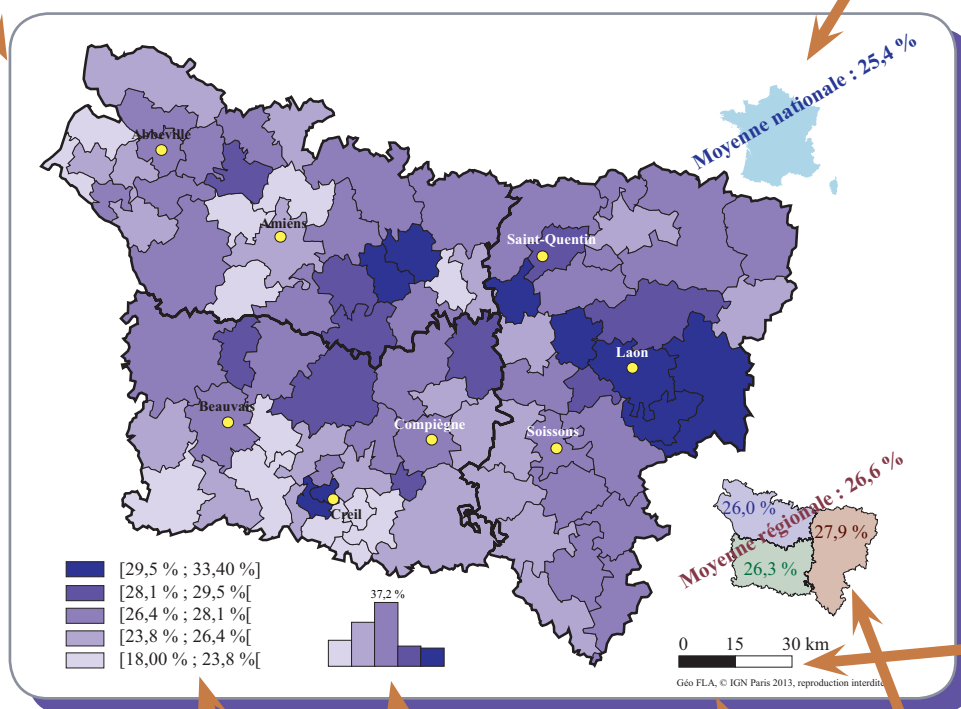 Moyenne nationale : 25,4 %
Abbeville
Amiens
Saint-Quentin
Laon
Beauvais
Compiègne
Soissons
Creil
Moyenne régionale : 26,6 %
26,0 %
27,9 %
26,3 %
[29,5 % ; 33,40 %]
[28,1 % ; 29,5 %[
[26,4 % ; 28,1 %[
[23,8 % ; 26,4 %[
[18,00 % ; 23,8 %[
37,2 %
0 15 30 km
Géo FLA, © IGN Paris 2013, reproduction interdite